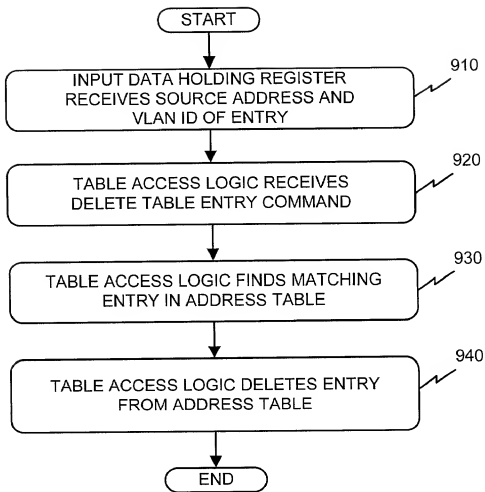 START
INPUT DATA HOLDING REGISTER
RECEIVES SOURCE ADDRESS AND
VLAN ID OF ENTRY
910
TABLE ACCESS LOGIC RECEIVES
DELETE TABLE ENTRY COMMAND
920
TABLE ACCESS LOGIC FINDS MATCHING
ENTRY IN ADDRESS TABLE
930
TABLE ACCESS LOGIC DELETES ENTRY
FROM ADDRESS TABLE
940
END